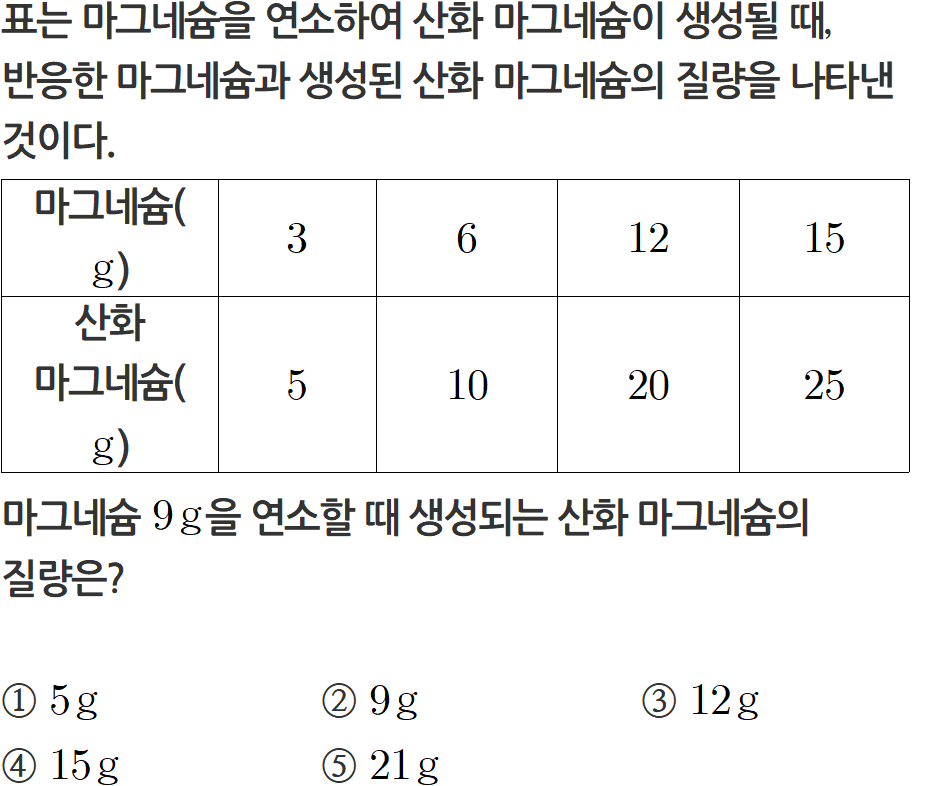 표는 마그네슘을 연소하여 산화 마그네슘이 생성될 때,
반응한 마그네슘과 생성된 산화 마그네슘의 질량을 나타낸
것이다.
마그네슘(
g)
3 6 12 15
산화
마그네슘(
g)
5 10 20 25
마그네슘 9 g을 연소할 때 생성되는 산화 마그네슘의
질량은?
① 5 g ② 9 g ③ 12 g
④ 15 g ⑤ 21 g